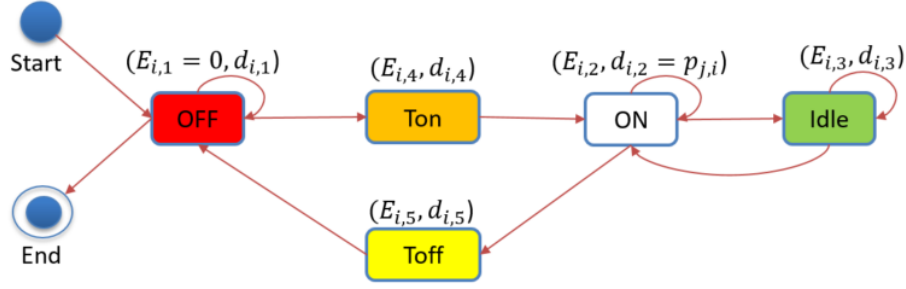 Start
(E_{i,1} = 0, d_{i,1})
(E_{i,4}, d_{i,4})
(E_{i,2}, d_{i,2} = p_{j,i})
(E_{i,3}, d_{i,3})
OFF
Ton
ON
Idle
(E_{i,5}, d_{i,5})
End
Toff